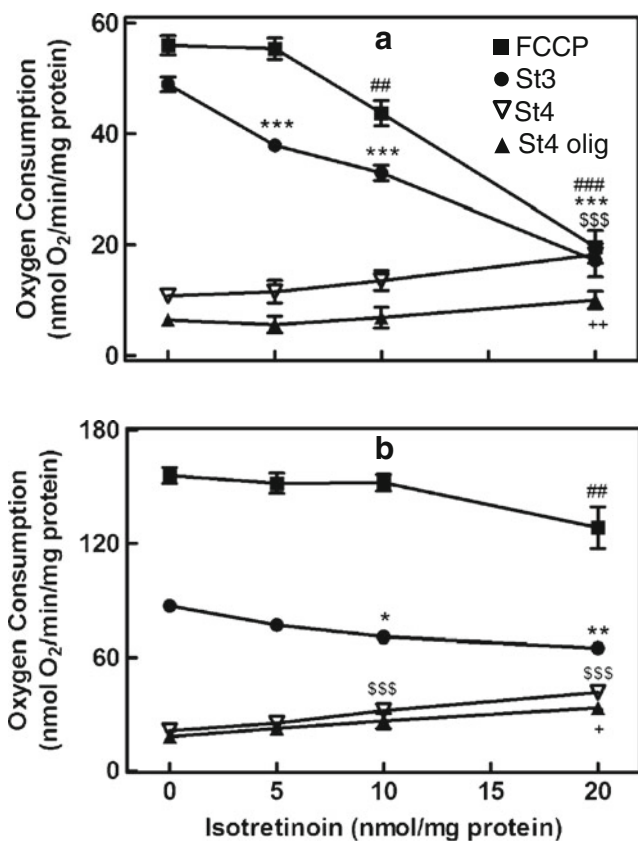 a
FCCP
St3
St4
St4 olig
Oxygen Consumption
(nmol O₂/min/mg protein)
60
40
20
0
##
***
***
###
***
$$$
++
b
Oxygen Consumption
(nmol O₂/min/mg protein)
180
120
60
0
##
*
**
$$$
$$$
+
0 5 10 15 20
Isotretinoin (nmol/mg protein)